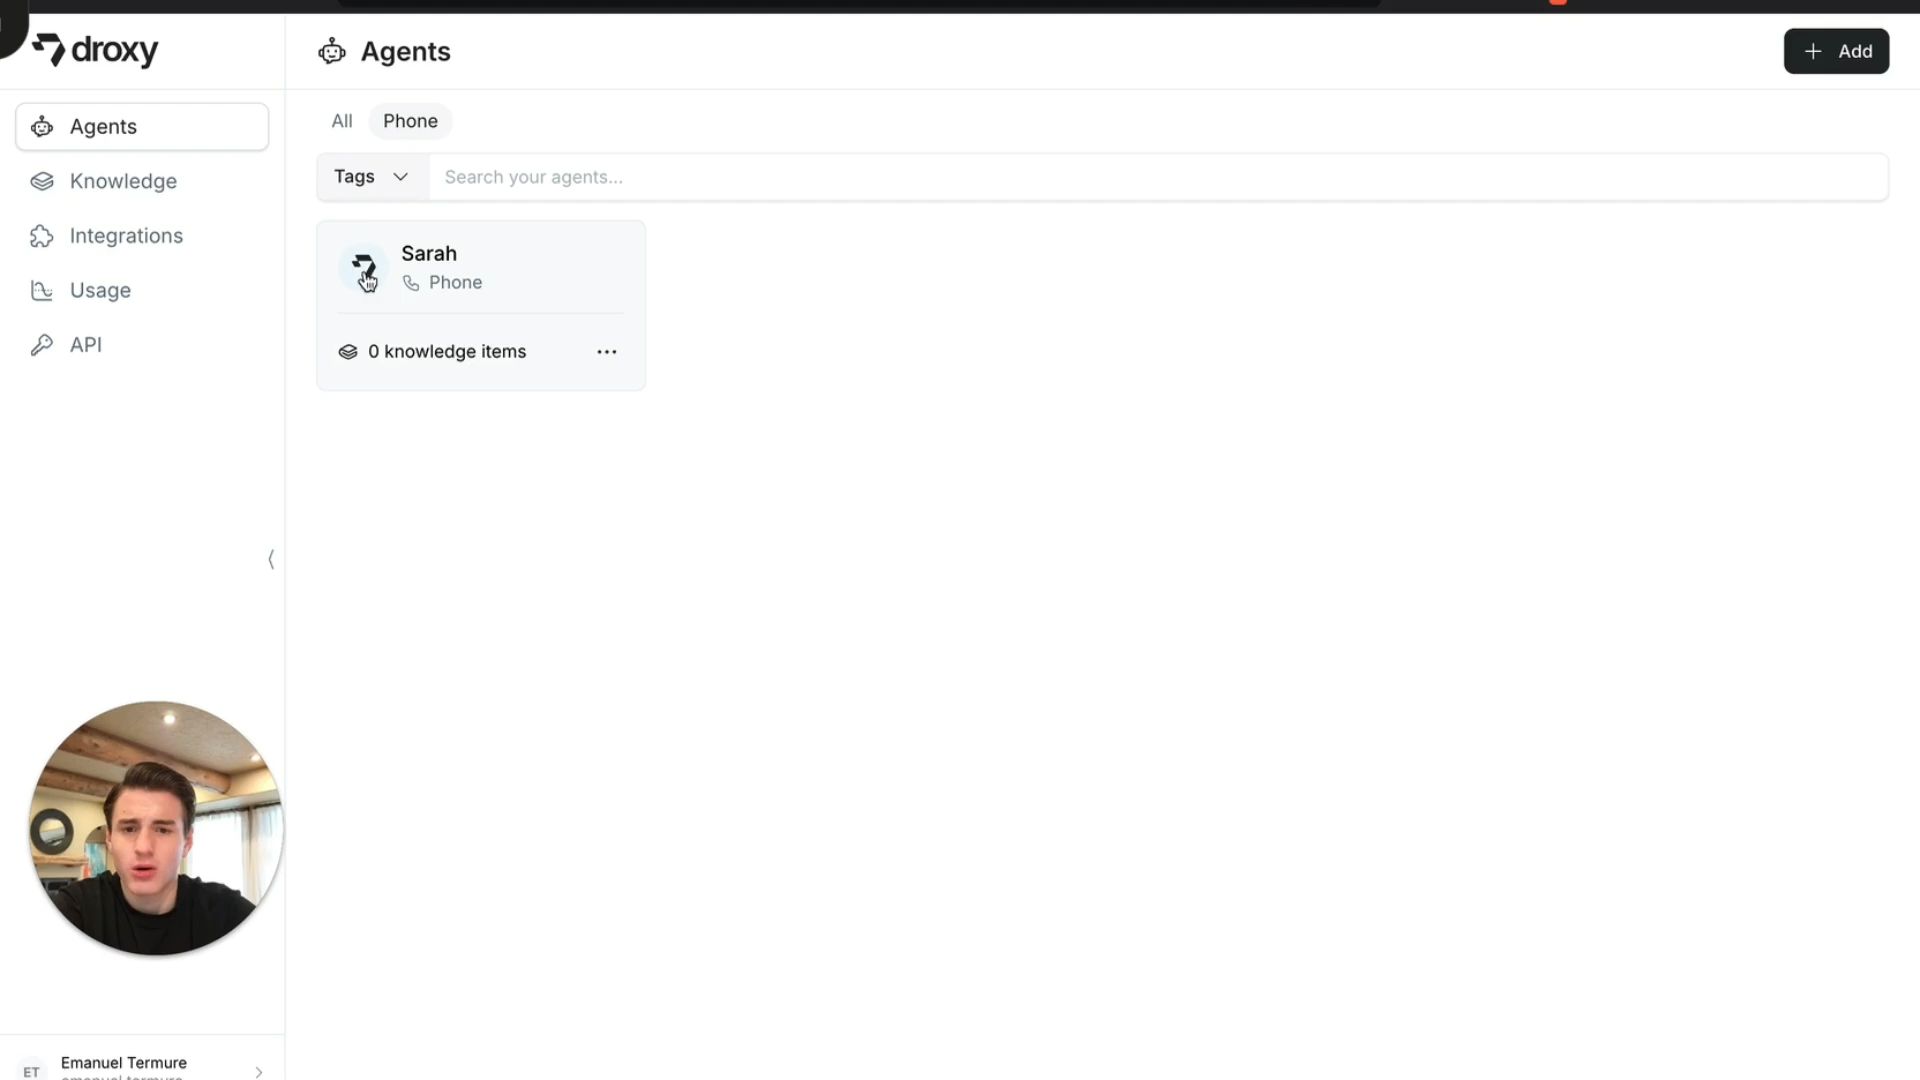 droxy
Agents
Add
Agents
Knowledge
Integrations
Usage
API
All
Phone
Tags
Search your agents...
Sarah
Phone
0 knowledge items
ET
Emanuel Termure